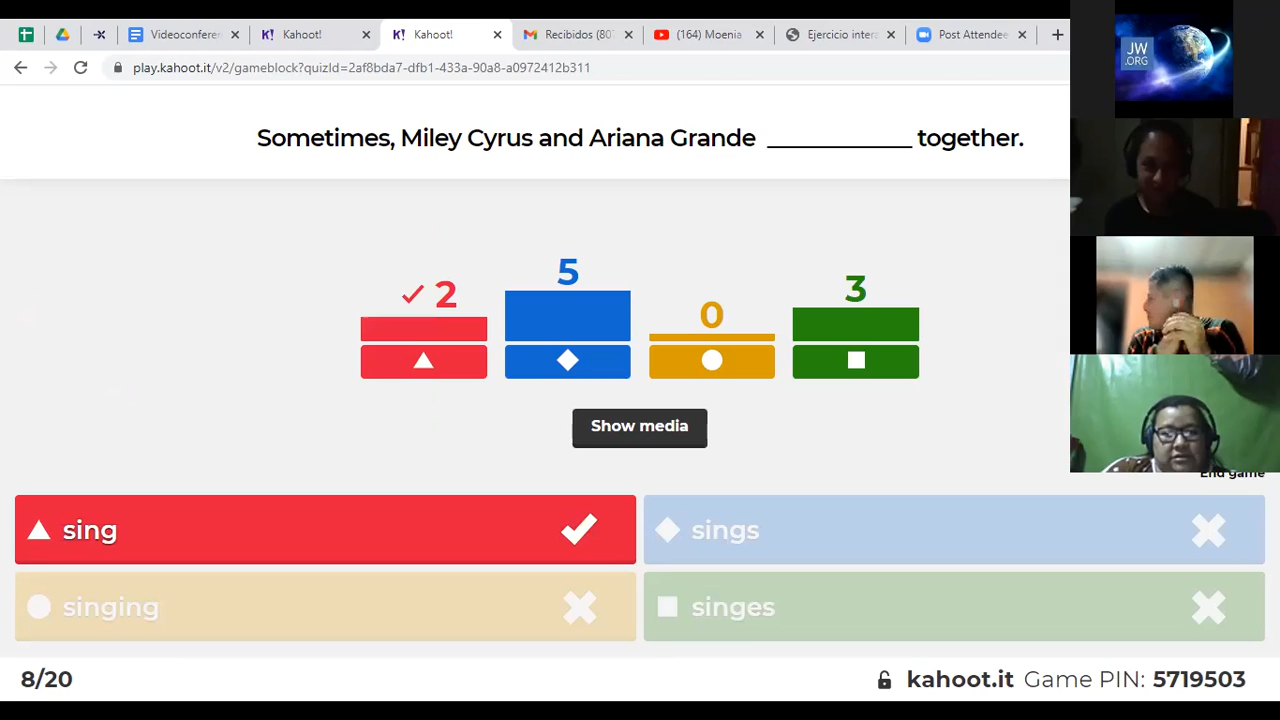 Videoconferen
Kahoot!
Kahoot!
Recibidos (80
(164) Moenia
Ejercicio intera
Post Attendee
play.kahoot.it/v2/gameblock?quizId=2af8bda7-dfb1-433a-90a8-a0972412b311
JW
.ORG
Sometimes, Miley Cyrus and Ariana Grande ___________ together.
2
5
0
3
Show media
End game
sing
sings
singing
singes
8/20
kahoot.it Game PIN: 5719503